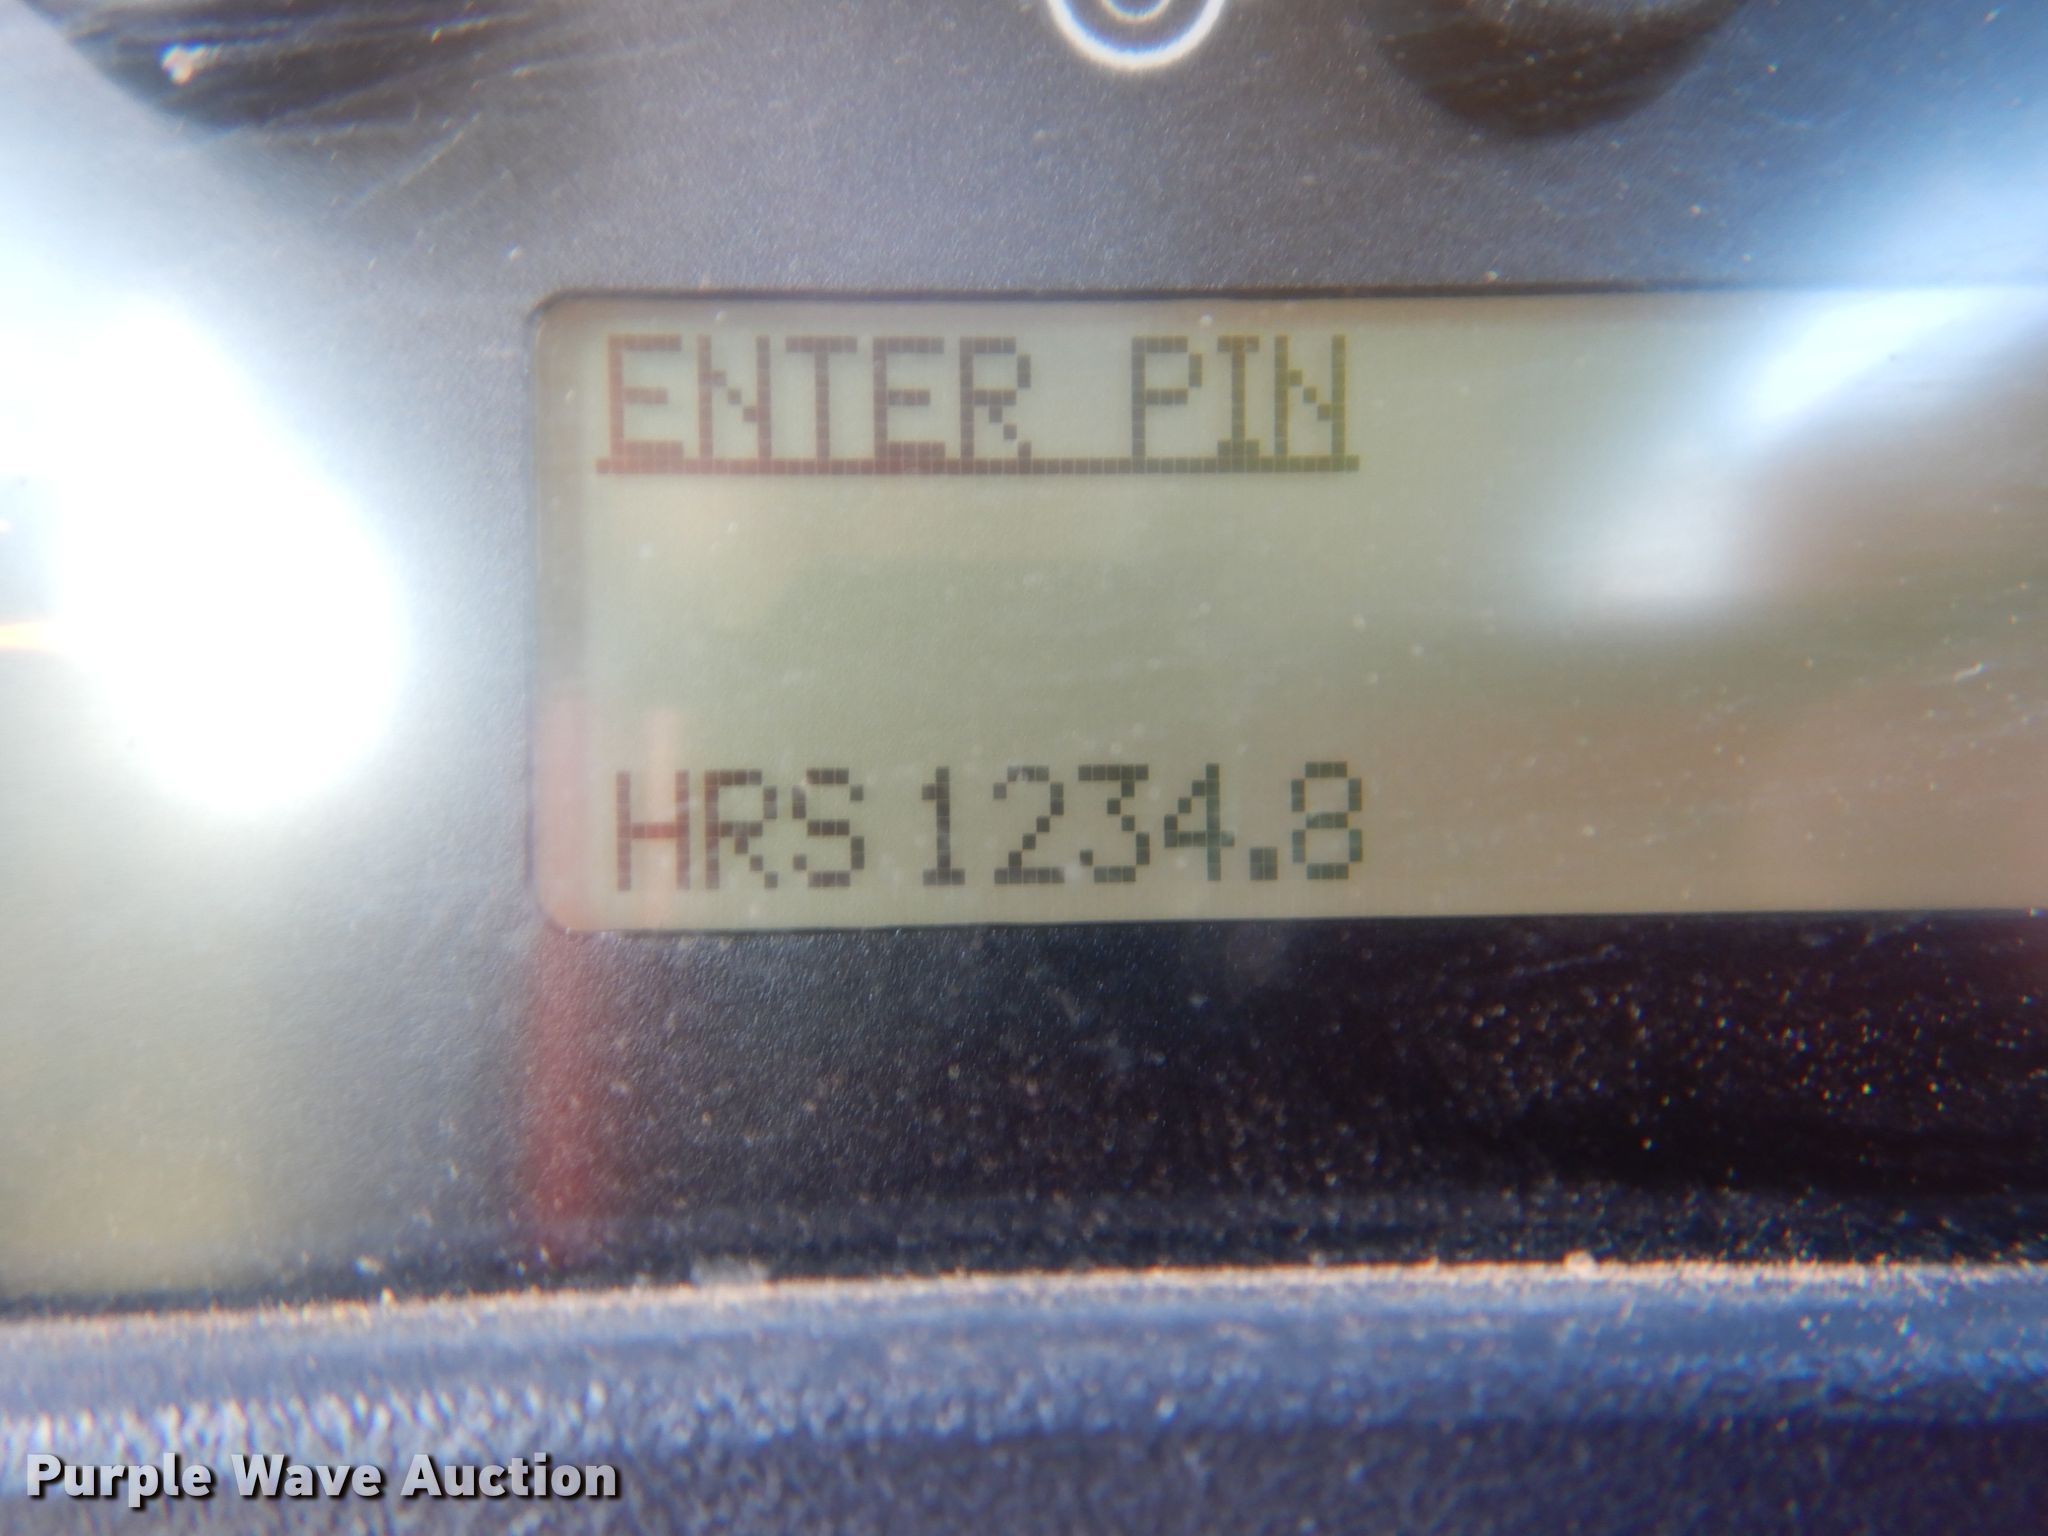 ENTER PIN
HRS 1234.8
Purple Wave Auction